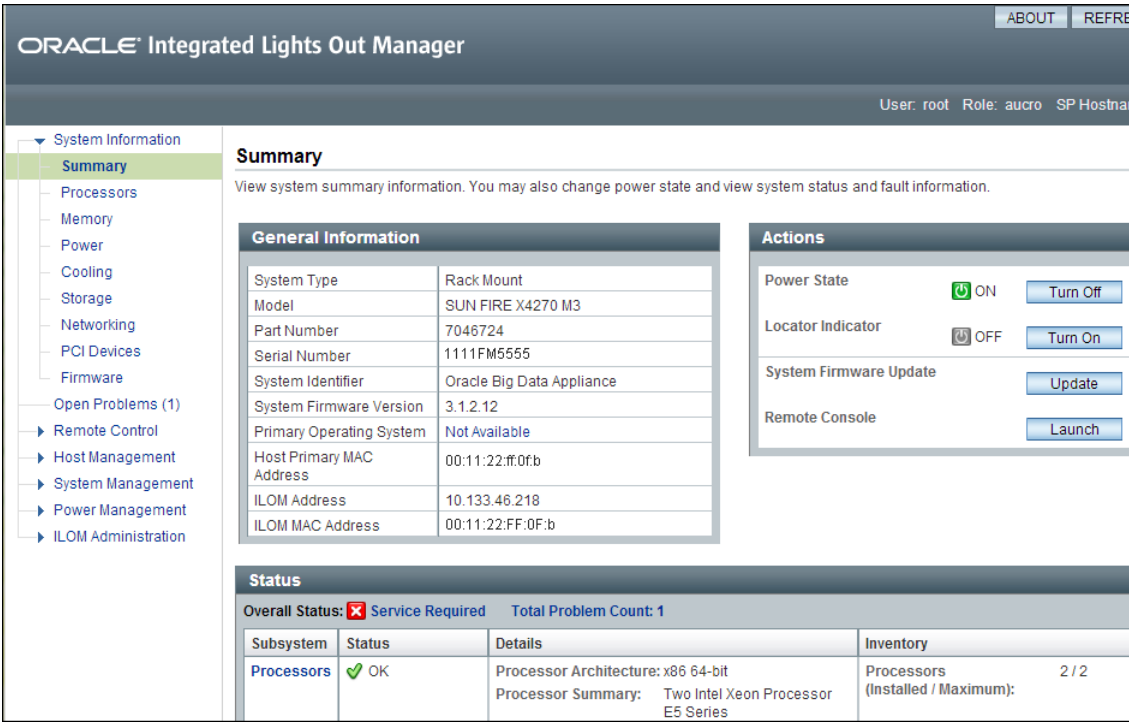 ABOUT REFRE
ORACLE Integrated Lights Out Manager
User: root Role: aucro SP Hostna
System Information
Summary
Processors
Memory
Power
Cooling
Storage
Networking
PCI Devices
Firmware
Open Problems (1)
Remote Control
Host Management
System Management
Power Management
ILOM Administration
Summary
View system summary information. You may also change power state and view system status and fault information.
General Information
System Type Rack Mount
Model SUN FIRE X4270 M3
Part Number 7046724
Serial Number 1111FM5555
System Identifier Oracle Big Data Appliance
System Firmware Version 3.1.2.12
Primary Operating System Not Available
Host Primary MAC
Address 00:11:22:ff:0f:b
ILOM Address 10.133.46.218
ILOM MAC Address 00:11:22:FF:0F:b
Actions
Power State ON Turn Off
Locator Indicator OFF Turn On
System Firmware Update Update
Remote Console Launch
Status
Overall Status: Service Required Total Problem Count: 1
Subsystem Status Details Inventory
Processors OK Processor Architecture: x86 64-bit Processors 2 / 2
Processor Summary: Two Intel Xeon Processor (Installed / Maximum):
E5 Series